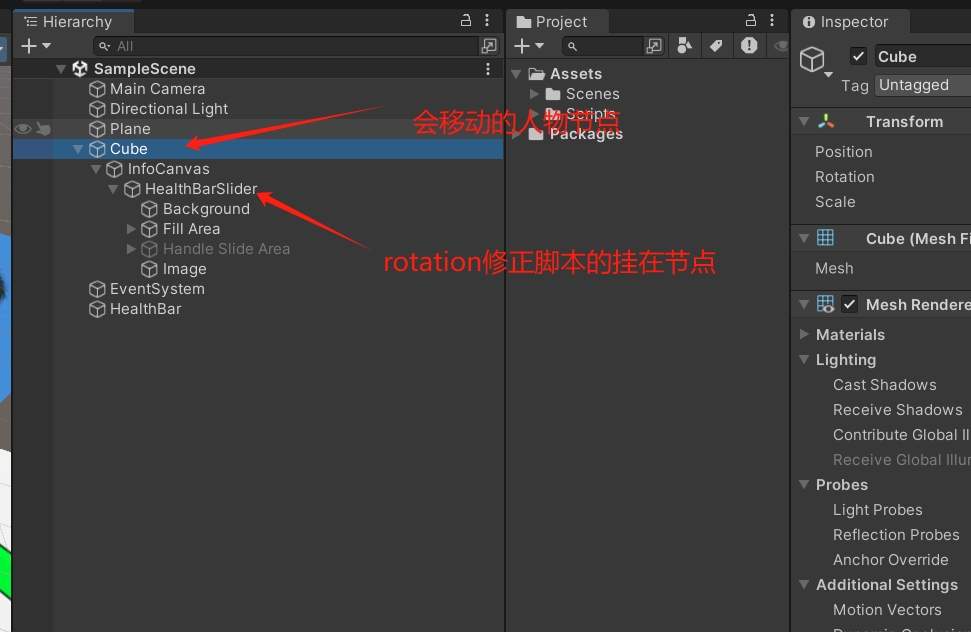 Hierarchy
All
SampleScene
Main Camera
Directional Light
Plane
Cube
InfoCanvas
HealthBarSlider
Background
Fill Area
Handle Slide Area
Image
EventSystem
HealthBar
会移动的人物节点
rotation修正脚本的挂在节点
Project
Assets
Scenes
Scripts
Packages
Inspector
Cube
Tag Untagged
Transform
Position
Rotation
Scale
Cube (Mesh Fi
Mesh
Mesh Rendere
Materials
Lighting
Cast Shadows
Receive Shadows
Contribute Global Il
Receive Global Illur
Probes
Light Probes
Reflection Probes
Anchor Override
Additional Settings
Motion Vectors